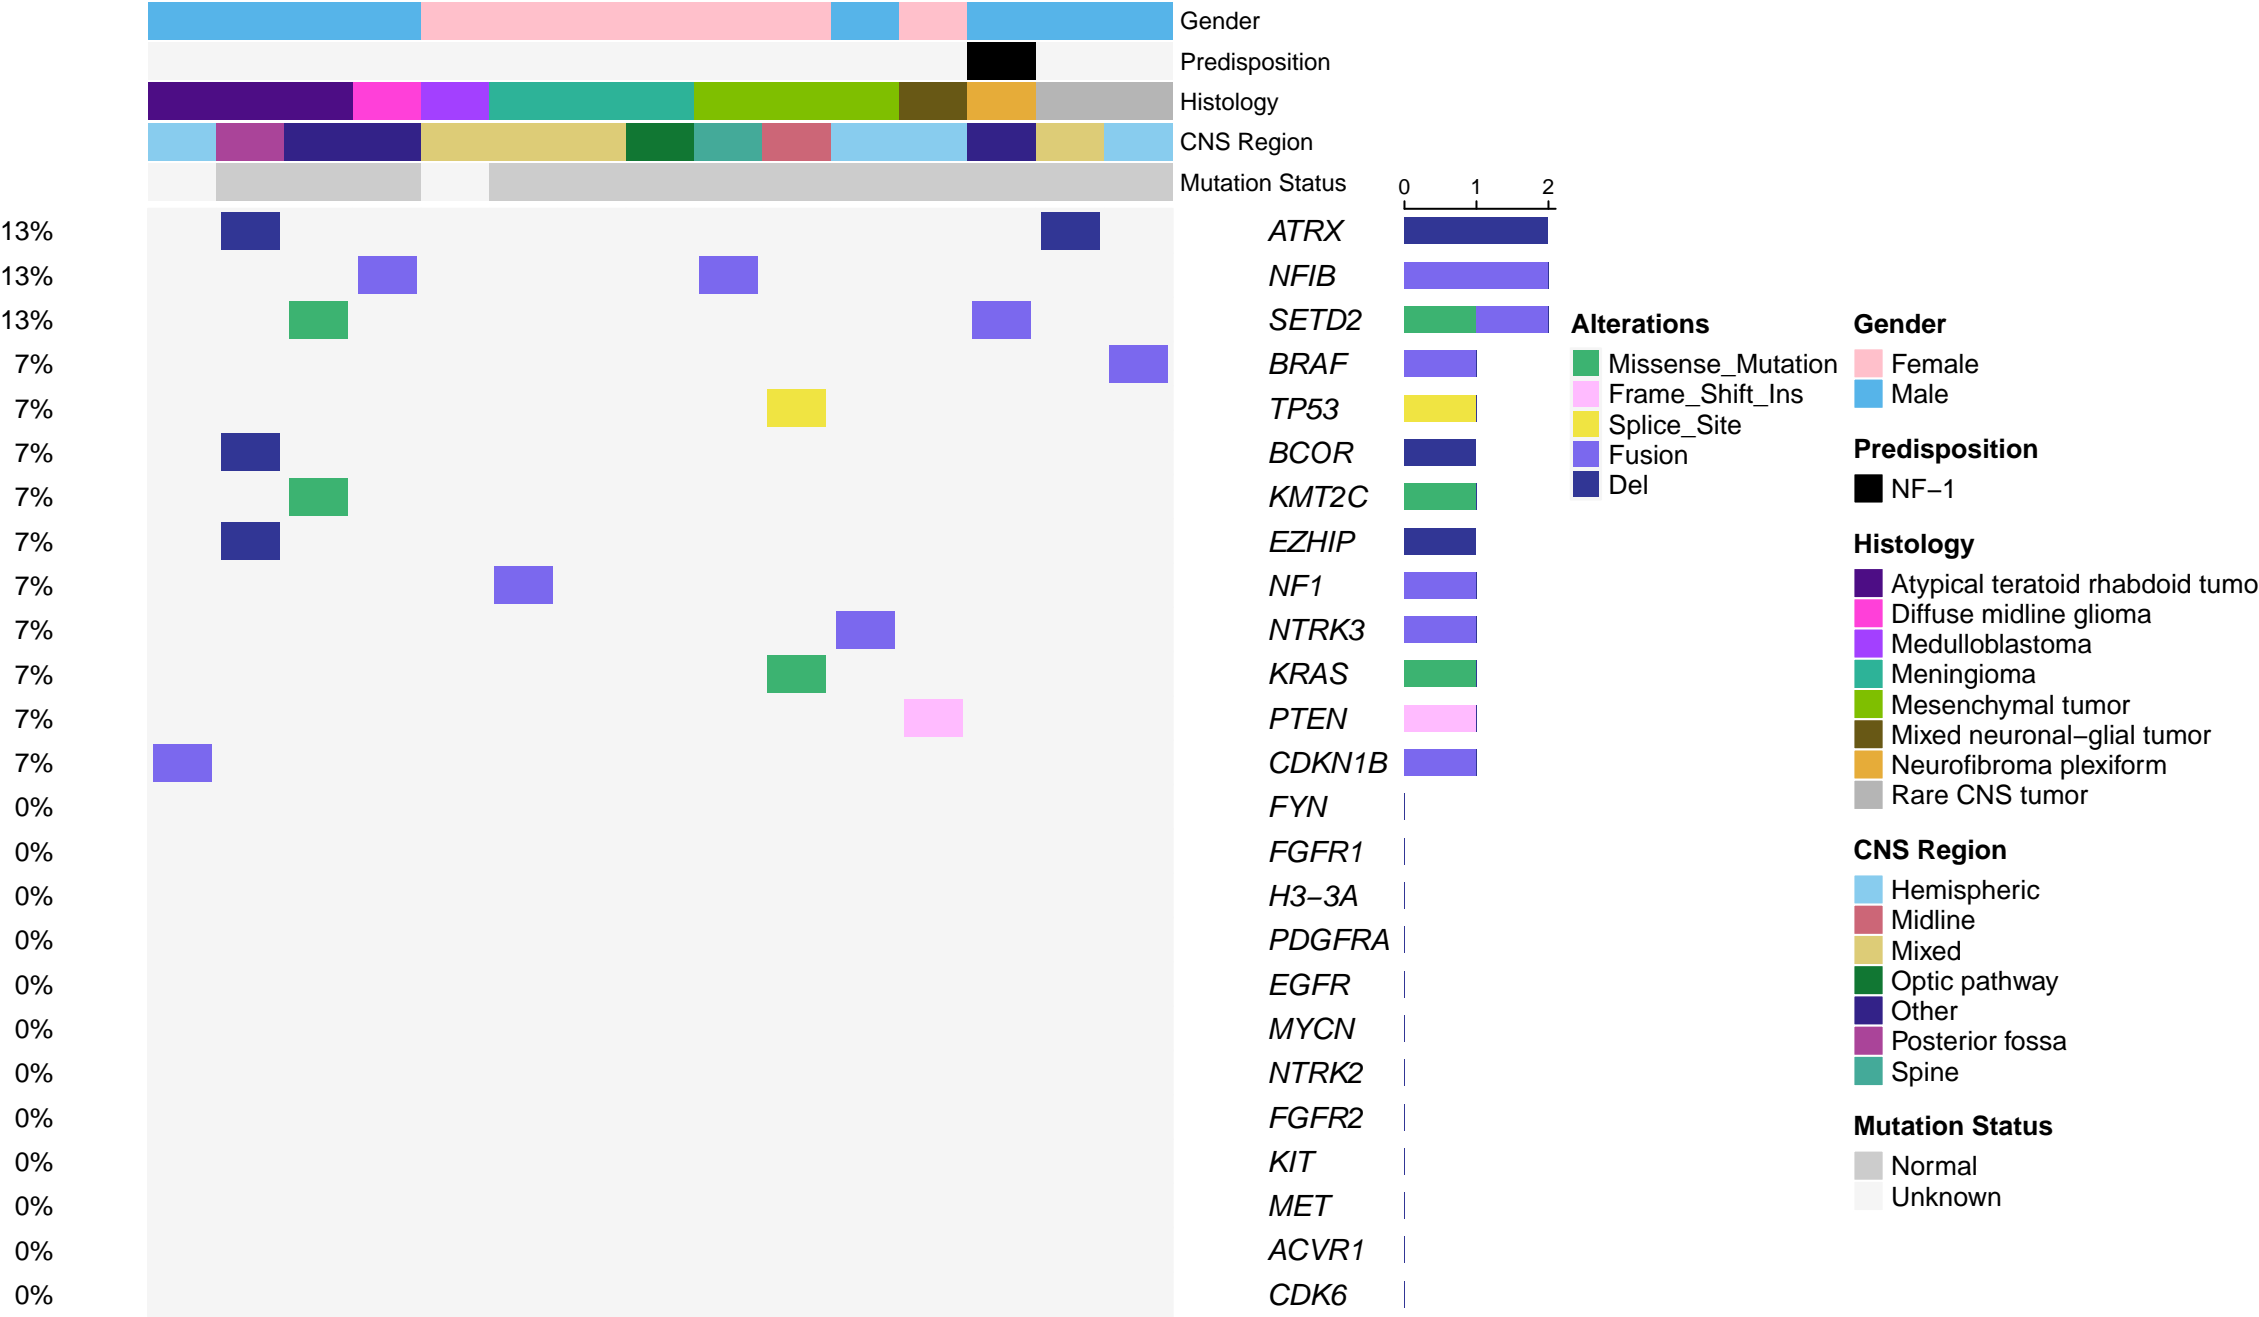 Gender
Predisposition
Histology
CNS Region
Mutation Status
0 1 2
13% ATRX
13% NFIB
13% SETD2
7% BRAF
7% TP53
7% BCOR
7% KMT2C
7% EZHIP
7% NF1
7% NTRK3
7% KRAS
7% PTEN
7% CDKN1B
0% FYN
0% FGFR1
0% H3−3A
0% PDGFRA
0% EGFR
0% MYCN
0% NTRK2
0% FGFR2
0% KIT
0% MET
0% ACVR1
0% CDK6
Alterations
Missense_Mutation
Frame_Shift_Ins
Splice_Site
Fusion
Del
Gender
Female
Male
Predisposition
NF−1
Histology
Atypical teratoid rhabdoid tumo
Diffuse midline glioma
Medulloblastoma
Meningioma
Mesenchymal tumor
Mixed neuronal−glial tumor
Neurofibroma plexiform
Rare CNS tumor
CNS Region
Hemispheric
Midline
Mixed
Optic pathway
Other
Posterior fossa
Spine
Mutation Status
Normal
Unknown